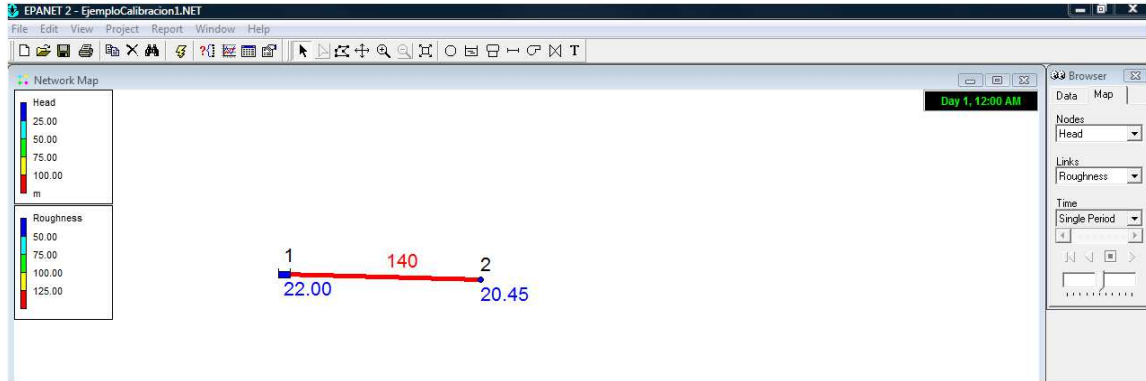 EPANET 2 - EjemploCalibracion1.NET
File Edit View Project Report Window Help
T
Network Map
Day 1, 12:00 AM
Head
25.00
50.00
75.00
100.00
m
Roughness
50.00
75.00
100.00
125.00
1
140
2
22.00
20.45
Browser
Data Map
Nodes
Head
Links
Roughness
Time
Single Period